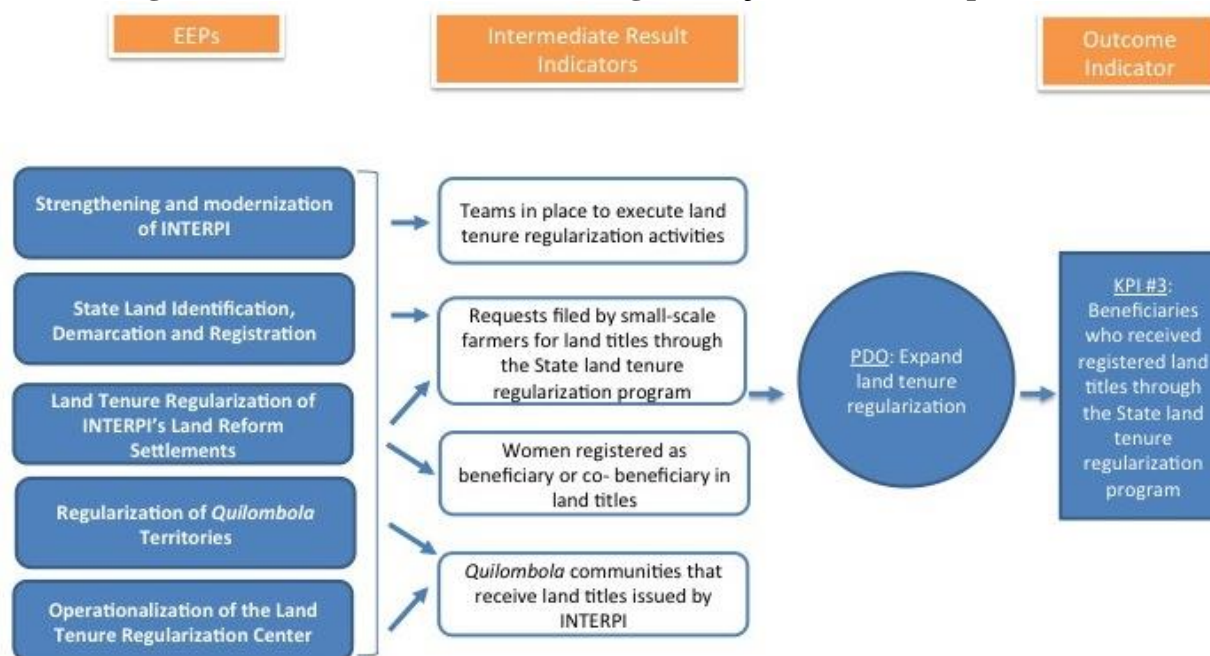 EEPs
Intermediate Result
Indicators
Outcome
Indicator
Strengthening and modernization
of INTERPI
State Land Identification,
Demarcation and Registration
Land Tenure Regularization of
INTERPI's Land Reform
Settlements
Regularization of Quilombola
Territories
Operationalization of the Land
Tenure Regularization Center
Teams in place to execute land
tenure regularization activities
Requests filed by small-scale
farmers for land titles through
the State land tenure
regularization program
Women registered as
beneficiary or co- beneficiary in
land titles
Quilombola communities that
receive land titles issued by
INTERPI
PDO: Expand
land tenure
regularization
KPI #3:
Beneficiaries
who received
registered land
titles through
the State land
tenure
regularization
program